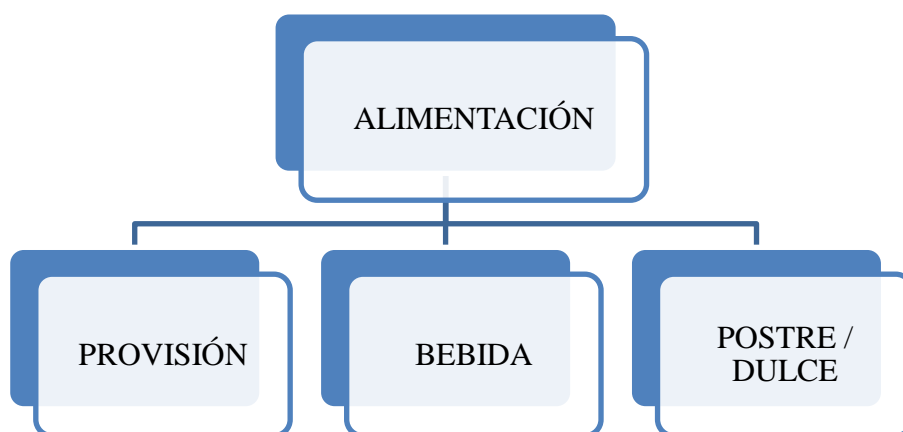 ALIMENTACIÓN
PROVISIÓN
BEBIDA
POSTRE /
DULCE